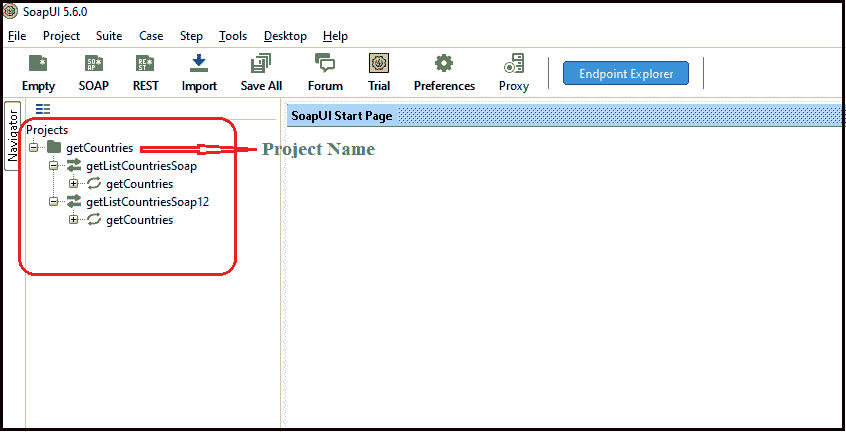 SoapUI 5.6.0
File Project Suite Case Step Tools Desktop Help
Empty SOAP REST Import Save All Forum Trial Preferences Proxy Endpoint Explorer
Navigator
SoapUI Start Page
Projects
getCountries Project Name
getListCountriesSoap
getCountries
getListCountriesSoap12
getCountries